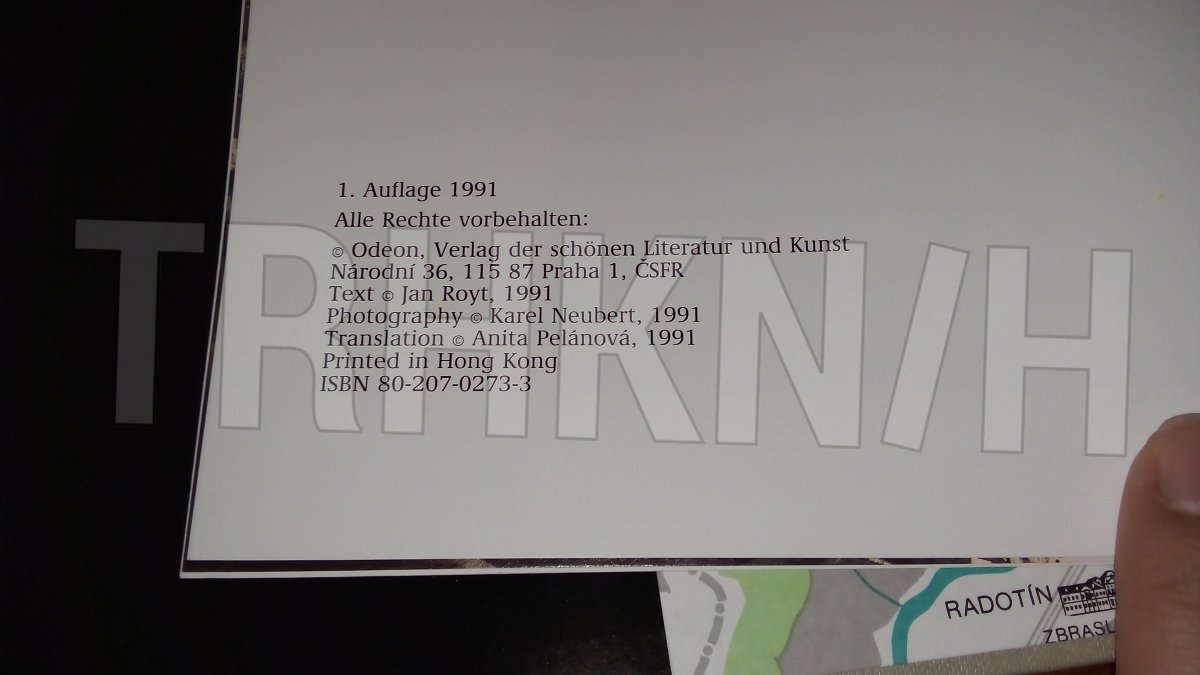 1. Auflage 1991
Alle Rechte vorbehalten:
© Odeon, Verlag der schönen Literatur und Kunst
Národní 36, 115 87 Praha 1, ČSFR
Text © Jan Royt, 1991
Photography © Karel Neubert, 1991
Translation © Anita Pelánová, 1991
Printed in Hong Kong
ISBN 80-207-0273-3
TRHKN/H
RADOTÍN